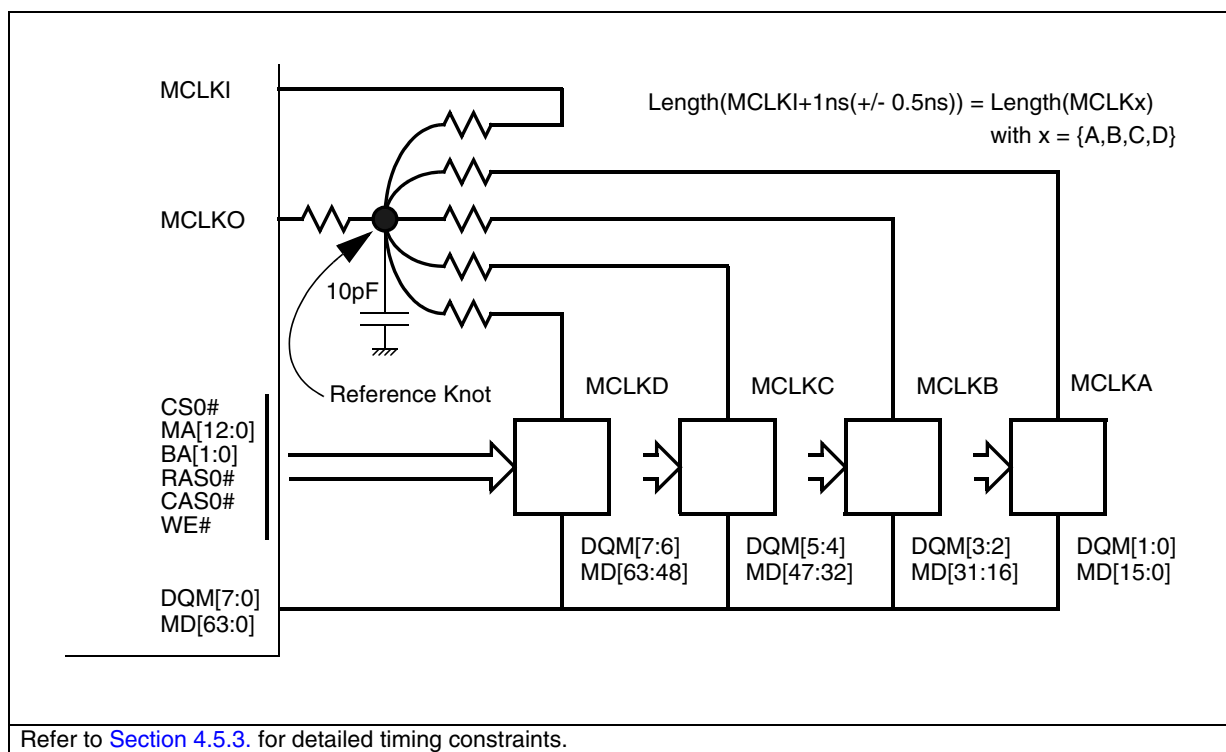 MCLKI
Length(MCLKI+1ns(+/- 0.5ns)) = Length(MCLKx)
with x = {A,B,C,D}
MCLKO
10pF
Reference Knot
MCLKD
MCLKC
MCLKB
MCLKA
CS0#
MA[12:0]
BA[1:0]
RAS0#
CAS0#
WE#
DQM[7:6]
MD[63:48]
DQM[5:4]
MD[47:32]
DQM[3:2]
MD[31:16]
DQM[1:0]
MD[15:0]
DQM[7:0]
MD[63:0]
Refer to Section 4.5.3. for detailed timing constraints.